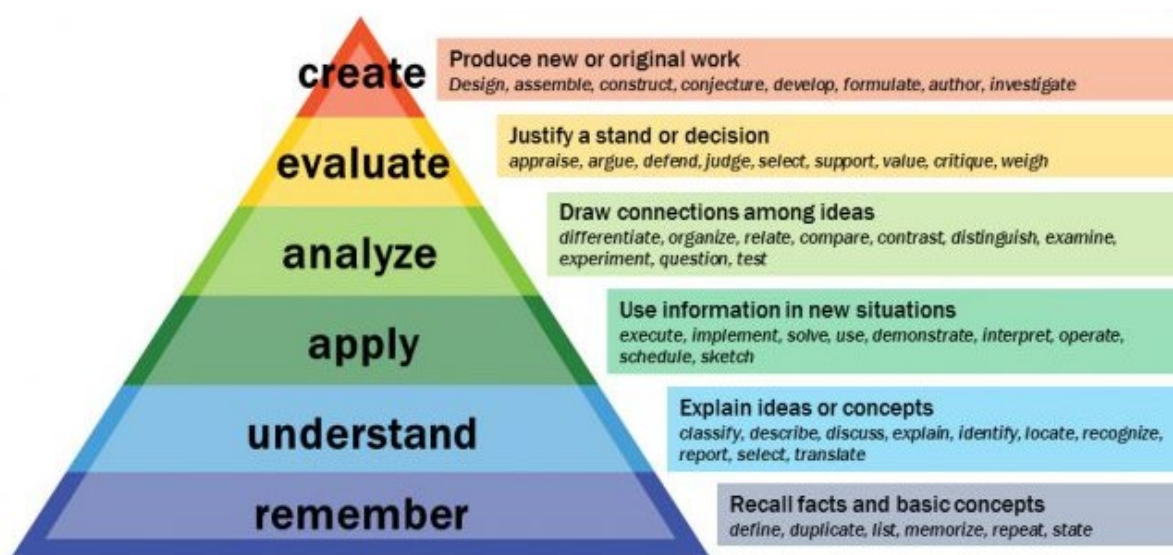 create
Produce new or original work
Design, assemble, construct, conjecture, develop, formulate, author, investigate
evaluate
Justify a stand or decision
appraise, argue, defend, judge, select, support, value, critique, weigh
analyze
Draw connections among ideas
differentiate, organize, relate, compare, contrast, distinguish, examine,
experiment, question, test
apply
Use information in new situations
execute, implement, solve, use, demonstrate, interpret, operate,
schedule, sketch
understand
Explain ideas or concepts
classify, describe, discuss, explain, identify, locate, recognize,
report, select, translate
remember
Recall facts and basic concepts
define, duplicate, list, memorize, repeat, state